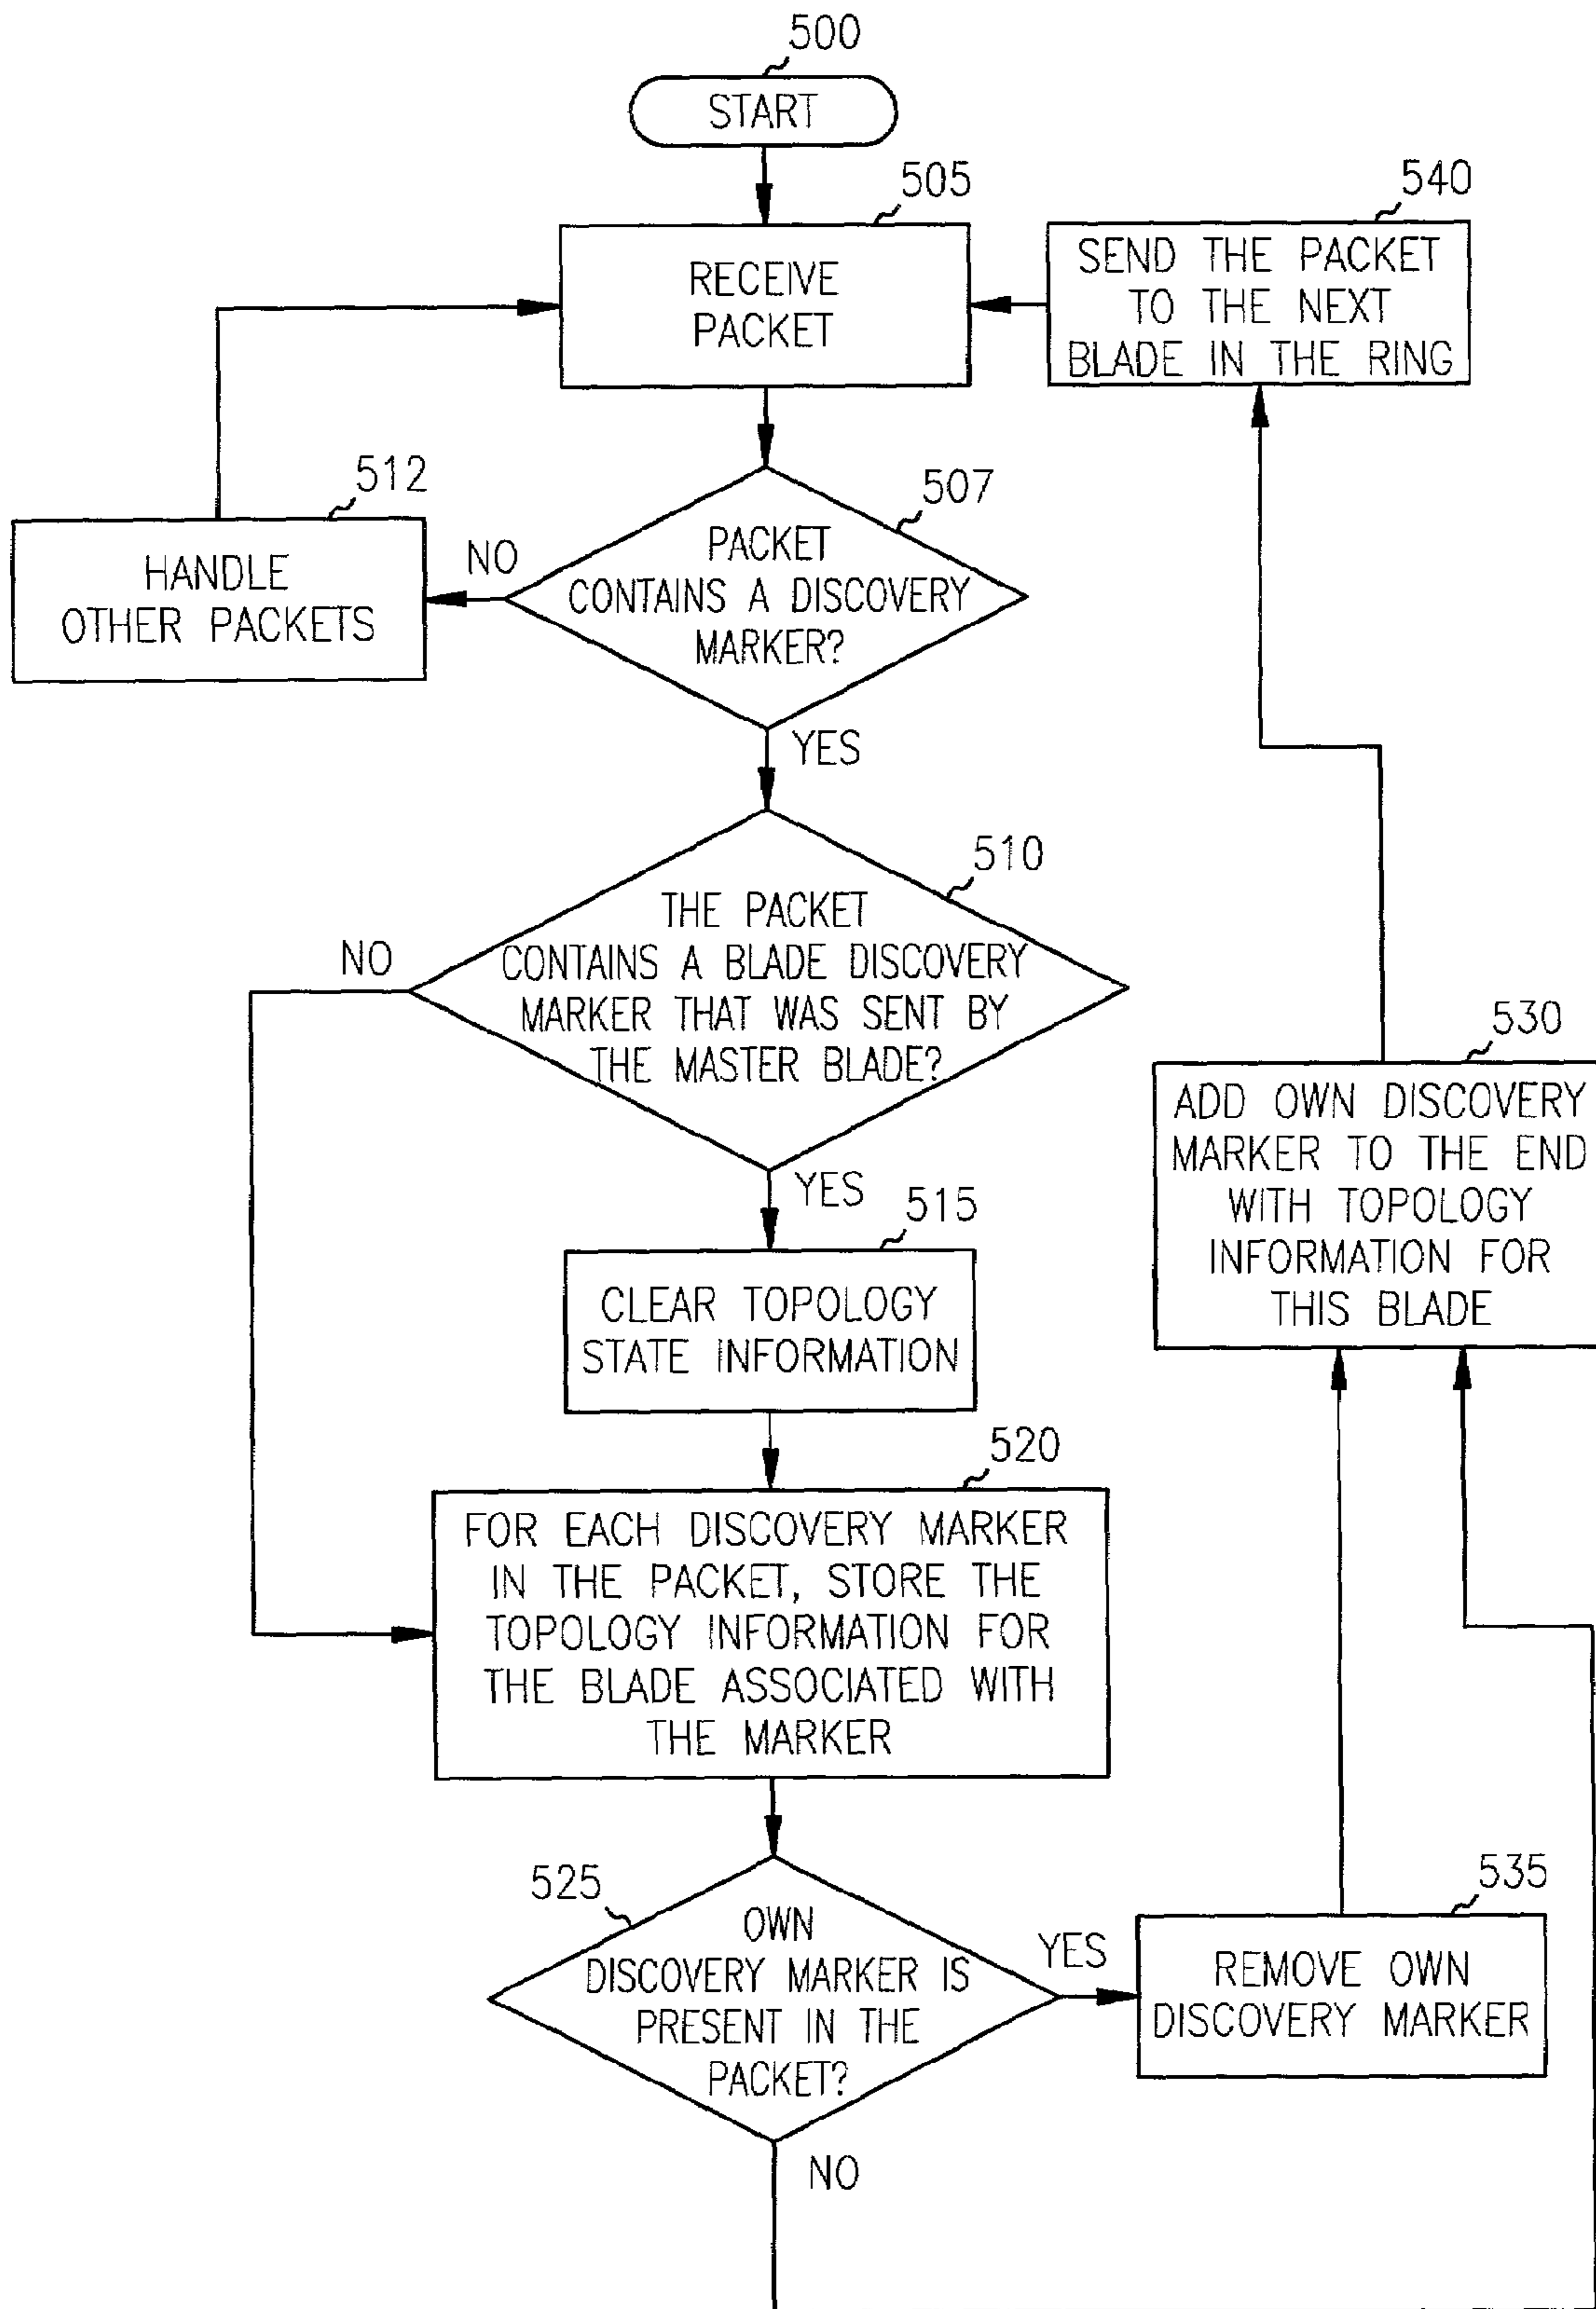 500
START
505
RECEIVE
PACKET
540
SEND THE PACKET
TO THE NEXT
BLADE IN THE RING
512
HANDLE
OTHER PACKETS
NO
507
PACKET
CONTAINS A DISCOVERY
MARKER?
YES
510
THE PACKET
CONTAINS A BLADE DISCOVERY
MARKER THAT WAS SENT BY
THE MASTER BLADE?
NO
YES
515
CLEAR TOPOLOGY
STATE INFORMATION
530
ADD OWN DISCOVERY
MARKER TO THE END
WITH TOPOLOGY
INFORMATION FOR
THIS BLADE
520
FOR EACH DISCOVERY MARKER
IN THE PACKET, STORE THE
TOPOLOGY INFORMATION FOR
THE BLADE ASSOCIATED WITH
THE MARKER
525
OWN
DISCOVERY MARKER IS
PRESENT IN THE
PACKET?
YES
535
REMOVE OWN
DISCOVERY MARKER
NO